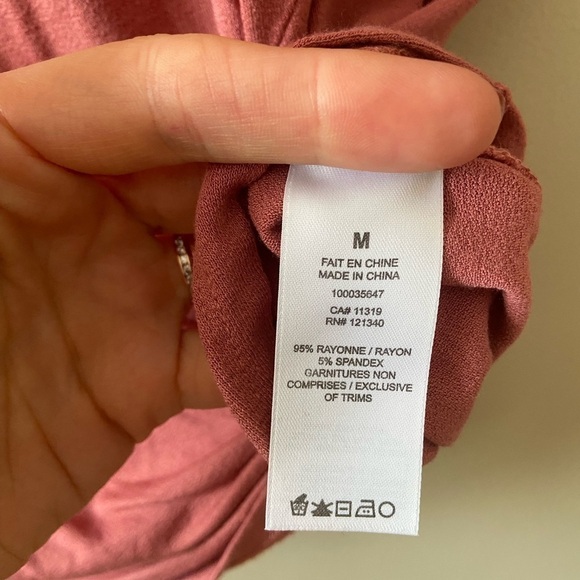 M
FAIT EN CHINE
MADE IN CHINA
100035647
CA# 11319
RN# 121340
95% RAYONNE / RAYON
5% SPANDEX
GARNITURES NON
COMPRISES / EXCLUSIVE
OF TRIMS